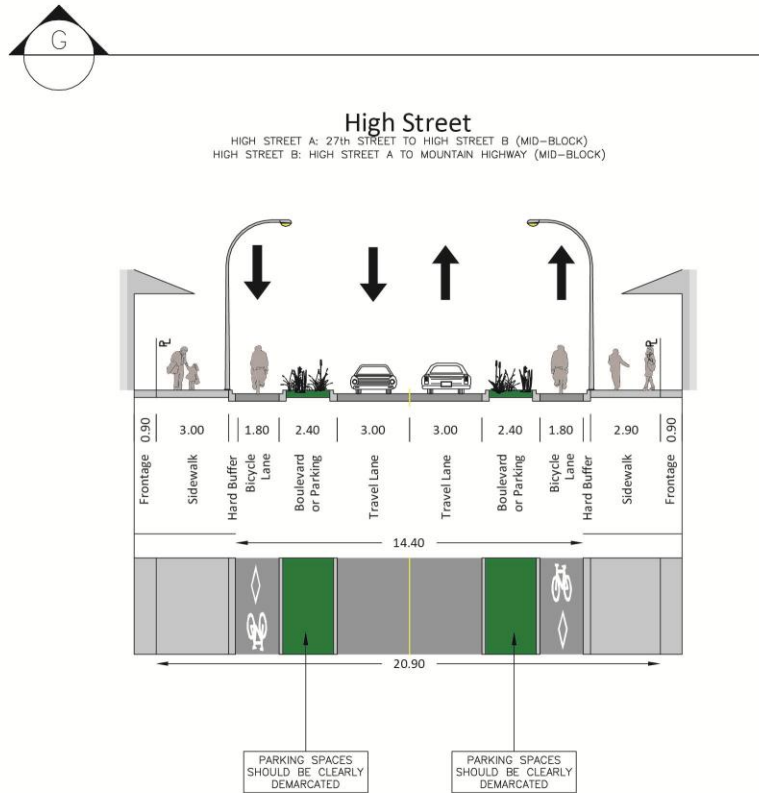 G
High Street
HIGH STREET A: 27th STREET TO HIGH STREET B (MID-BLOCK)
HIGH STREET B: HIGH STREET A TO MOUNTAIN HIGHWAY (MID-BLOCK)
PL
PL
0.90
3.00
1.80
2.40
3.00
3.00
2.40
1.80
2.90
0.90
Frontage
Sidewalk
Hard Buffer
Bicycle
Lane
Boulevard
or Parking
Travel Lane
Travel Lane
Boulevard
or Parking
Bicycle
Lane
Hard Buffer
Sidewalk
Frontage
14.40
20.90
PARKING SPACES
SHOULD BE CLEARLY
DEMARCATED
PARKING SPACES
SHOULD BE CLEARLY
DEMARCATED